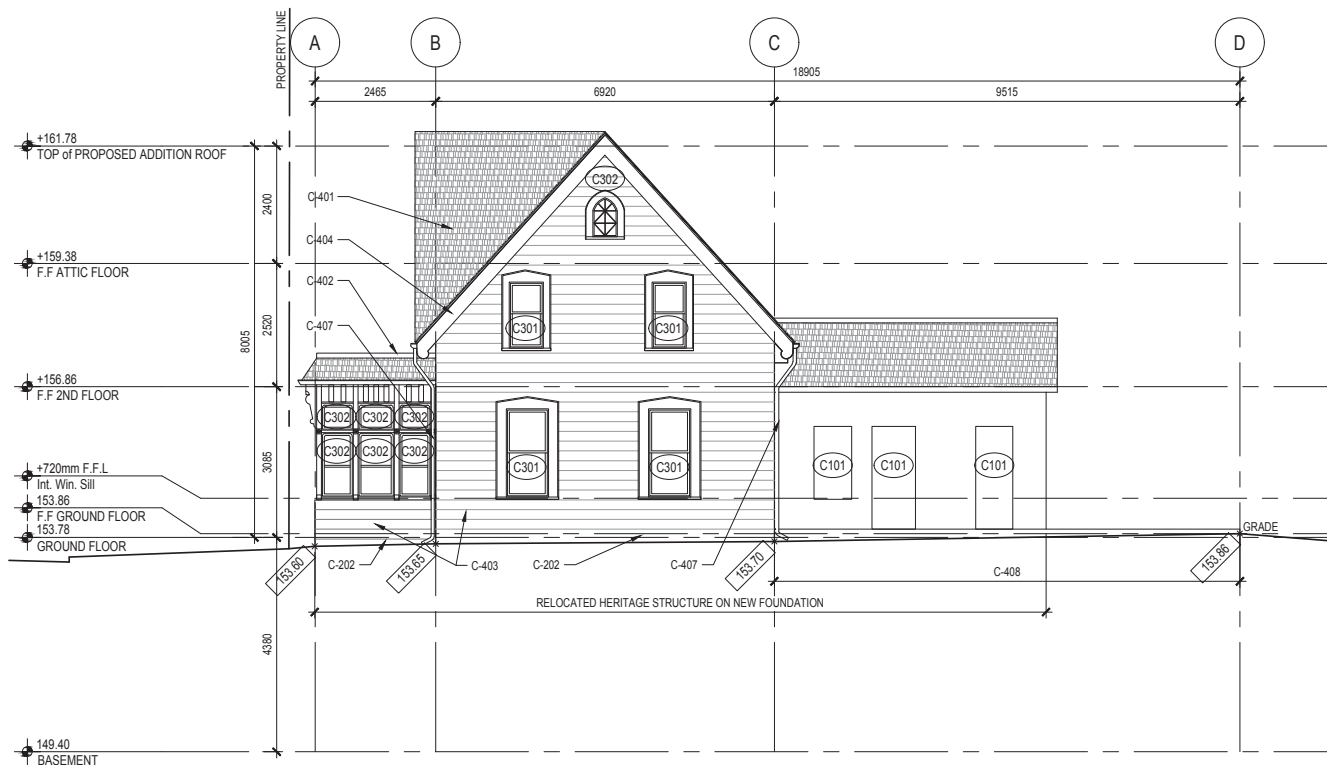 PROPERTY LINE
A
B
C
D
18905
2465
6920
9515
+161.78
TOP of PROPOSED ADDITION ROOF
C302
C-401
2400
C-404
+159.38
F.F ATTIC FLOOR
C-402
C-407
2520
8005
C301
C301
+156.86
F.F 2ND FLOOR
C302
C302
C302
C302
C302
C302
3085
C301
C301
C101
C101
C101
+720mm F.F.L
Int. Win. Sill
153.86
F.F GROUND FLOOR
153.78
GROUND FLOOR
GRADE
153.60
C-202
153.65
C-403
C-202
C-407
153.70
C-408
153.86
RELOCATED HERITAGE STRUCTURE ON NEW FOUNDATION
4380
149.40
BASEMENT